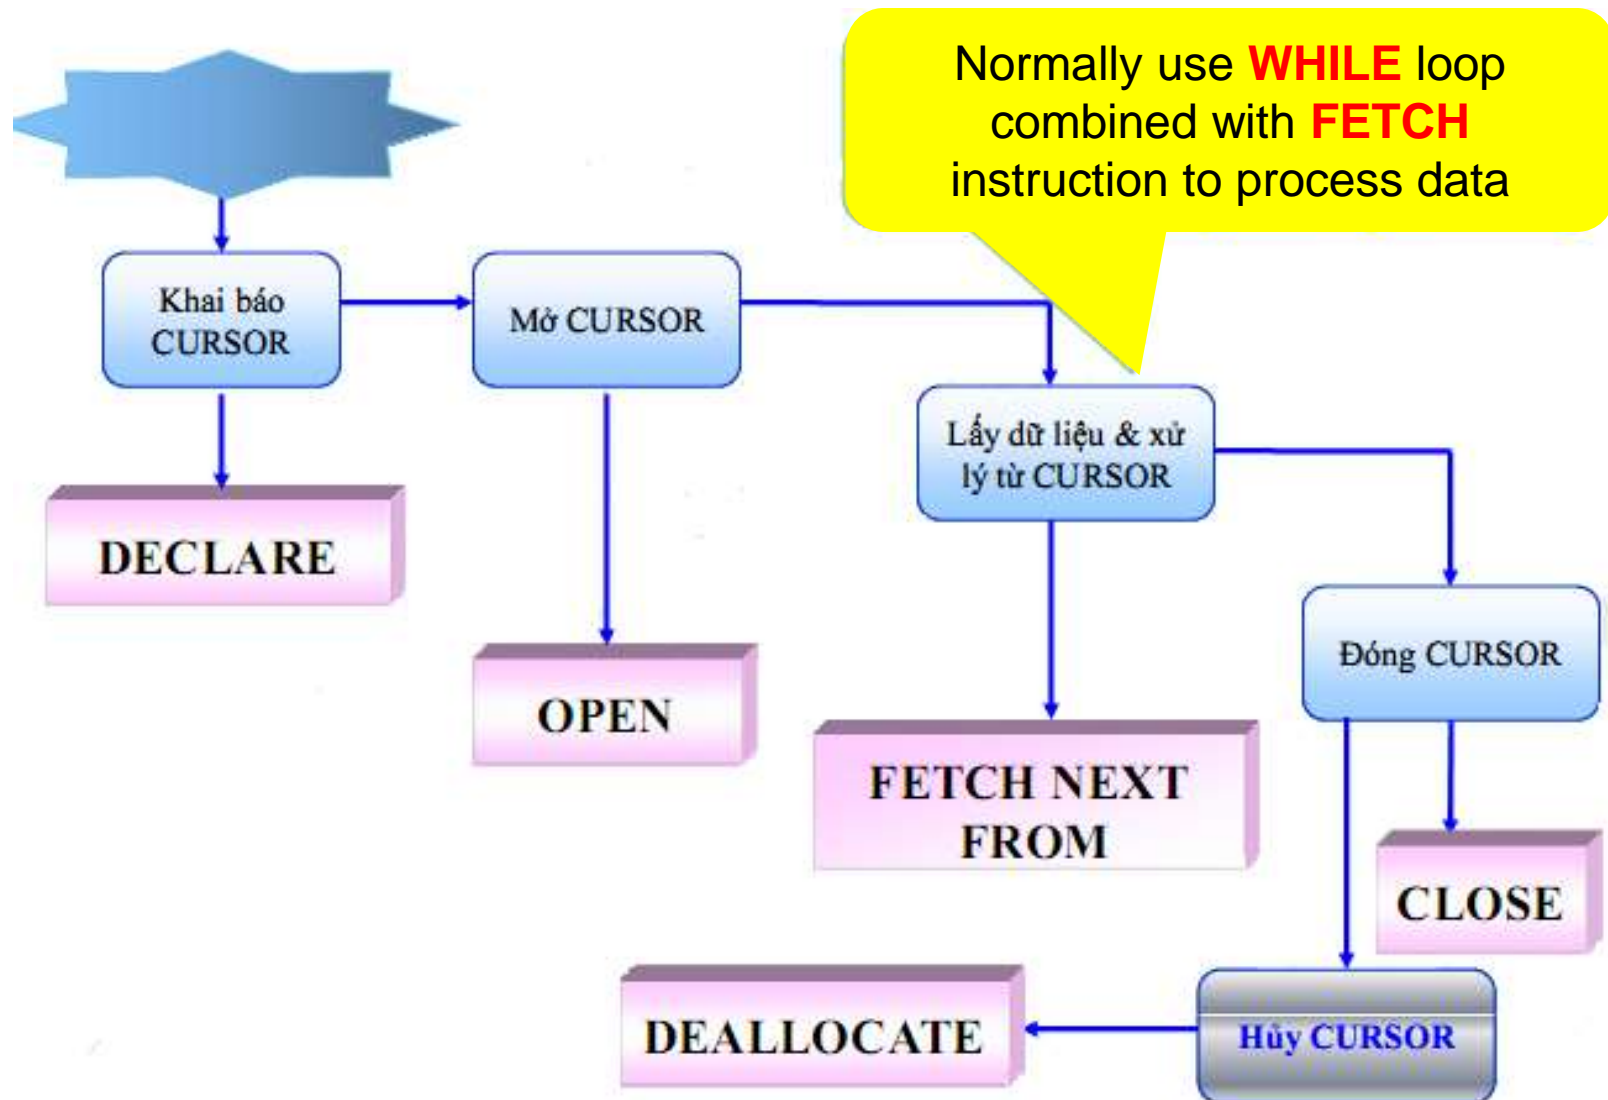 Normally use WHILE loop
combined with FETCH
instruction to process data
Khai báo
CURSOR
Mở CURSOR
Lấy dữ liệu & xử
lý từ CURSOR
DECLARE
Đóng CURSOR
OPEN
FETCH NEXT
FROM
CLOSE
DEALLOCATE
Hủy CURSOR